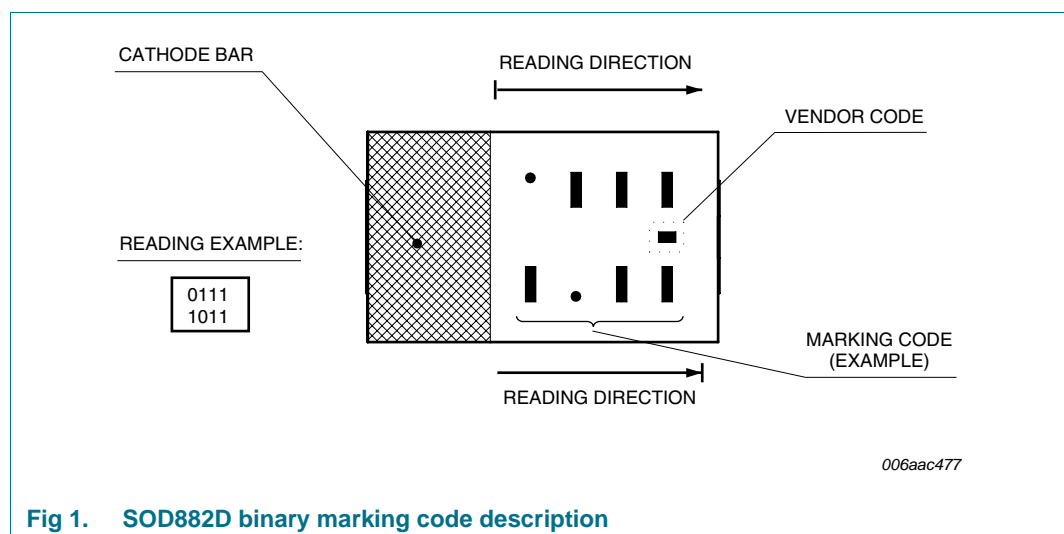 CATHODE BAR
READING DIRECTION
VENDOR CODE
READING EXAMPLE:
0111
1011
MARKING CODE
(EXAMPLE)
READING DIRECTION
006aac477
Fig 1. SOD882D binary marking code description